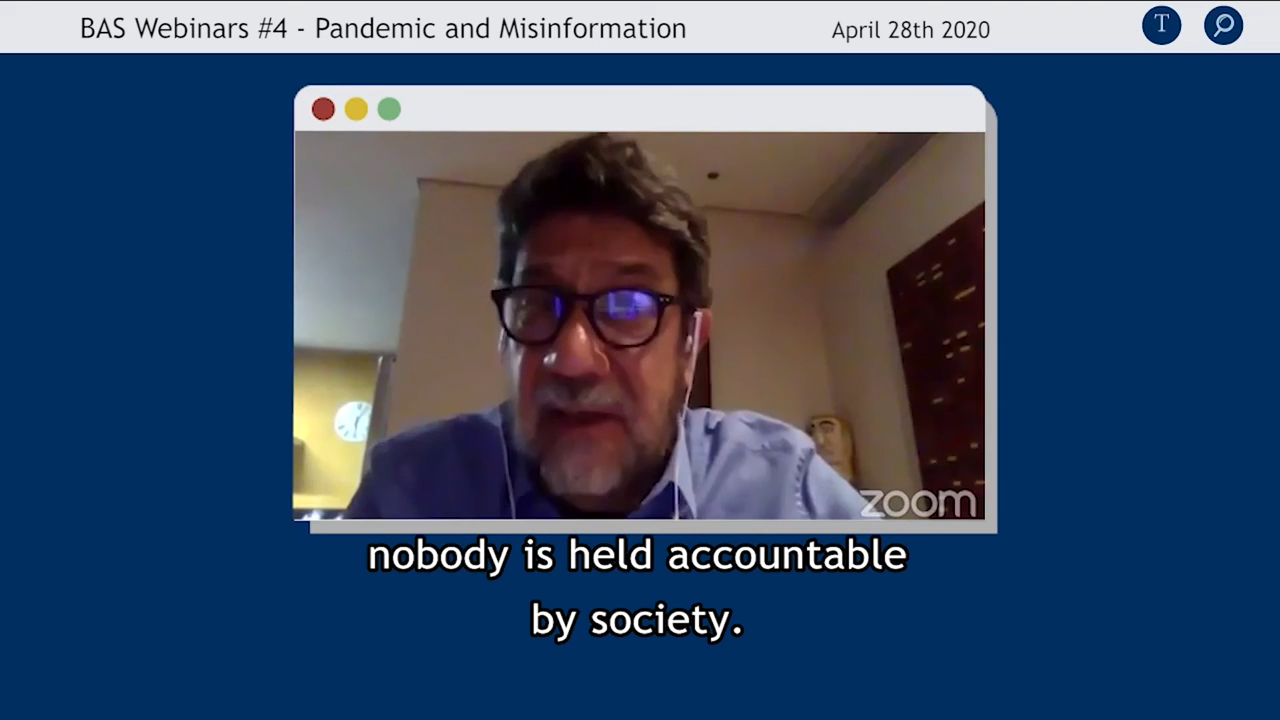 BAS Webinars #4 - Pandemic and Misinformation
April 28th 2020
T
zoom
nobody is held accountable
by society.